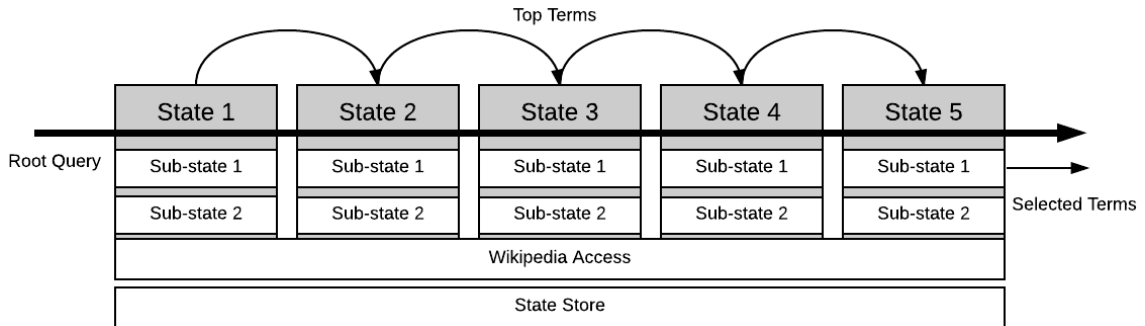 Top Terms
State 1
State 2
State 3
State 4
State 5
Root Query
Sub-state 1
Sub-state 1
Sub-state 1
Sub-state 1
Sub-state 1
Sub-state 2
Sub-state 2
Sub-state 2
Sub-state 2
Sub-state 2
Selected Terms
Wikipedia Access
State Store